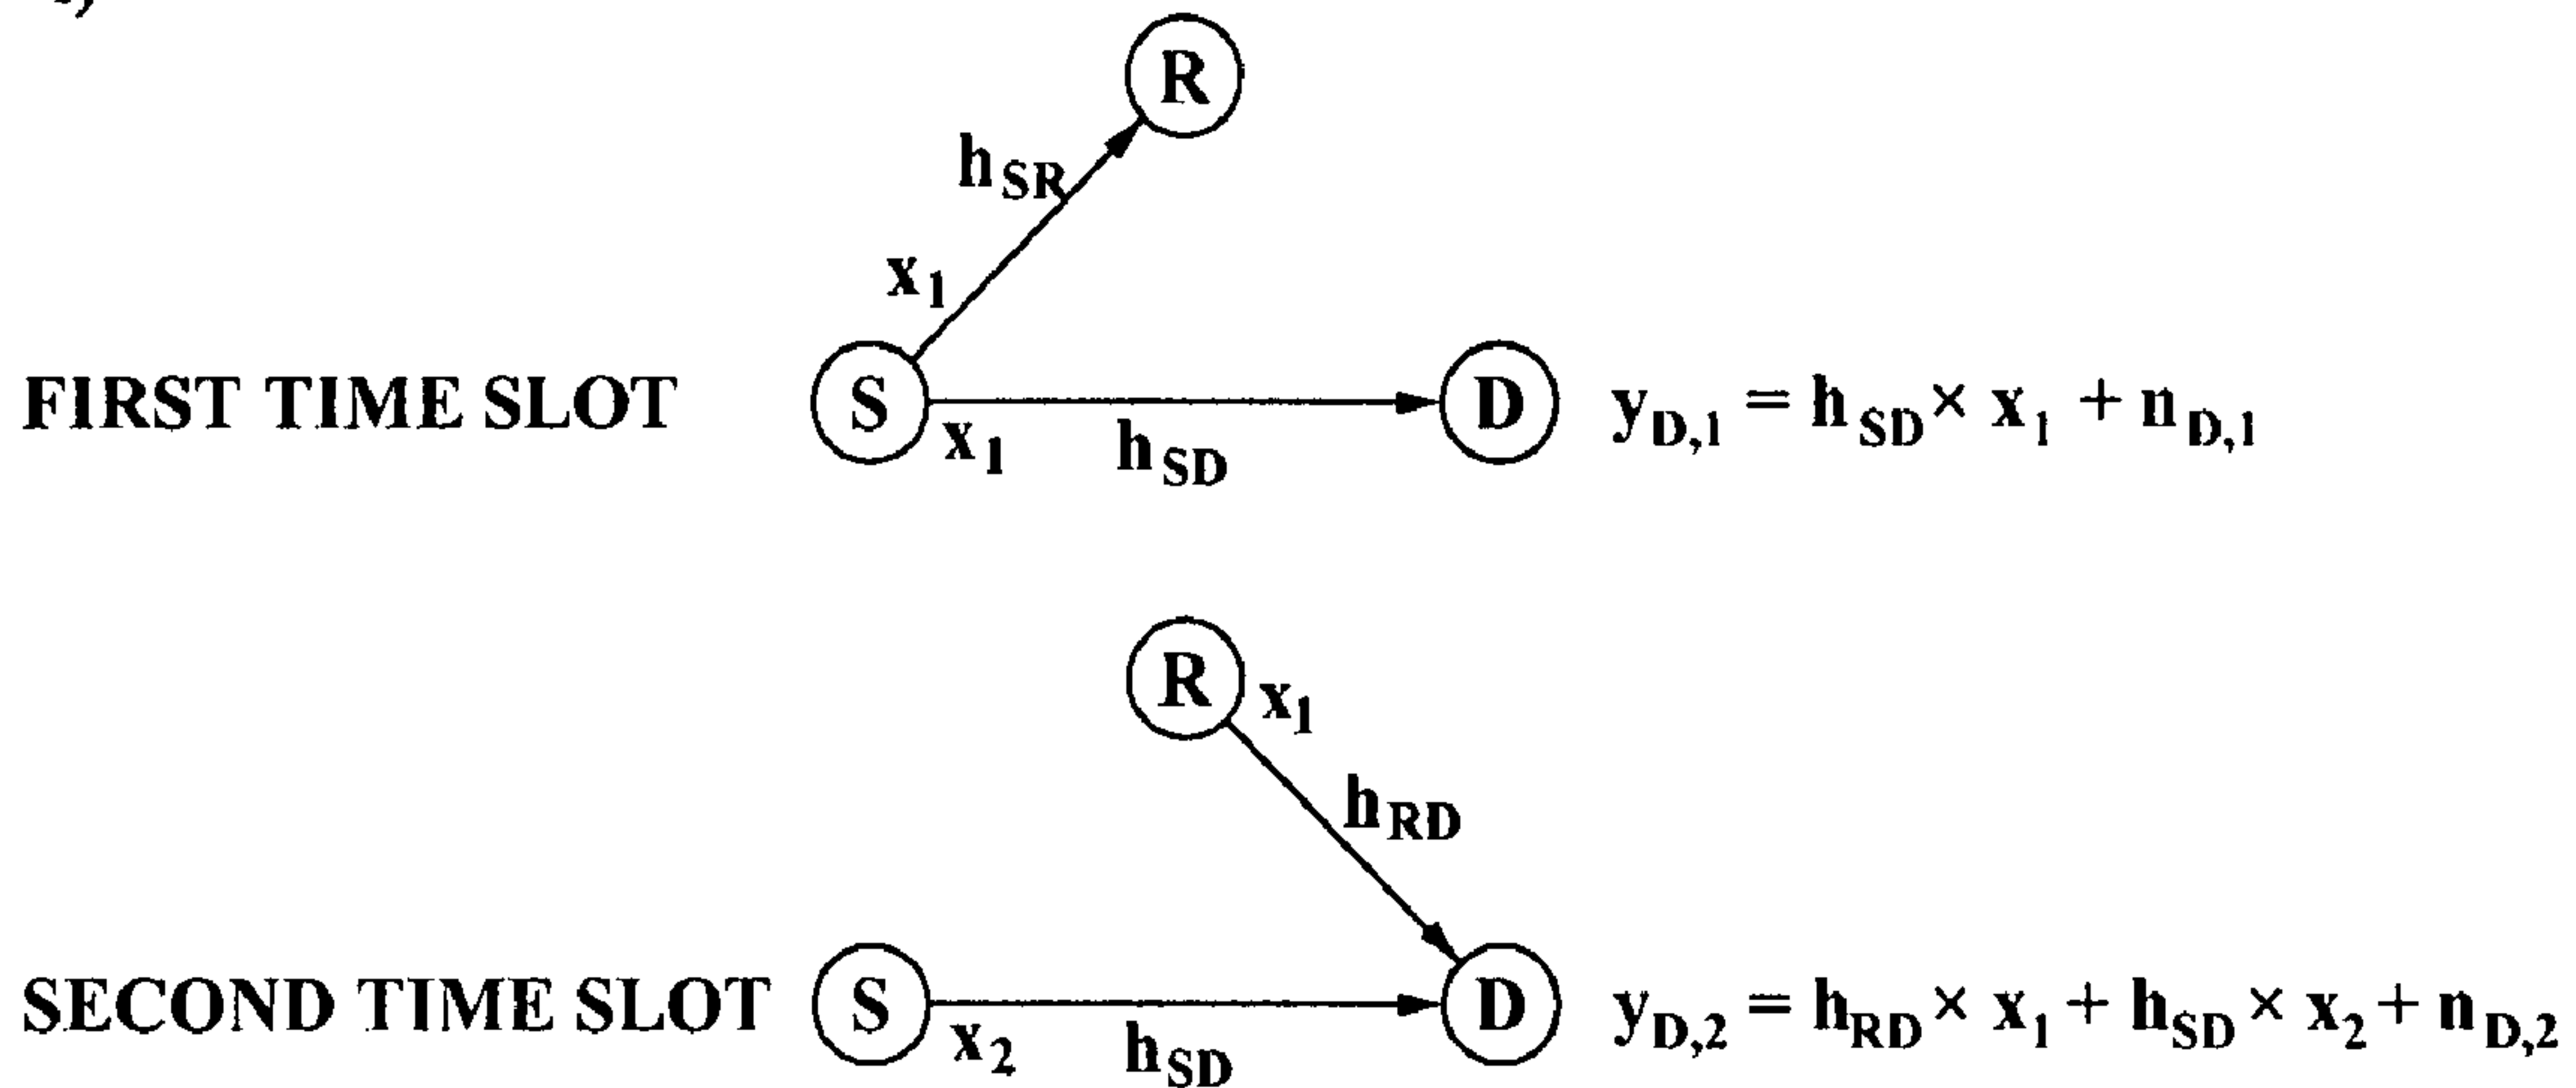 R
h_SR
x_1
FIRST TIME SLOT S D y_D,1 = h_SD × x_1 + n_D,1
x_1 h_SD
R x_1
h_RD
SECOND TIME SLOT S D y_D,2 = h_RD × x_1 + h_SD × x_2 + n_D,2
x_2 h_SD